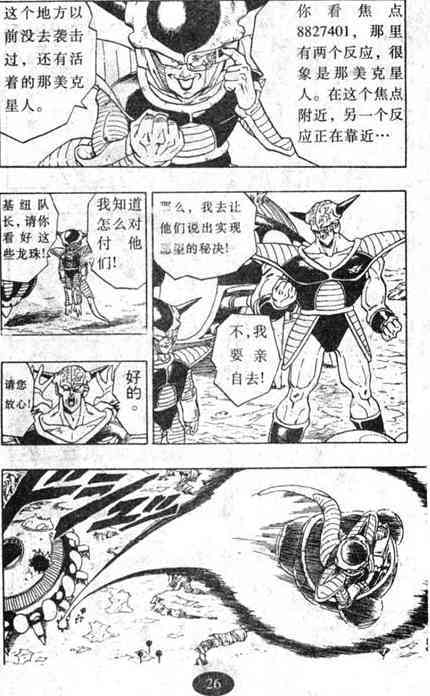 你看焦点
8827401，那里
有两个反应，很
象是那美克星
人。在这个焦点
附近，另一个反
应正在靠近…
这个地方以
前没去袭击
过，还有活
着的那美克
星人。
么，我去让
他们说出实现
望的秘决!
不,我
要亲
自去!
我知道
怎么对
付他
们!
基纽队
长,请你
看好这
些龙珠!
好的。
请您
放心!
26